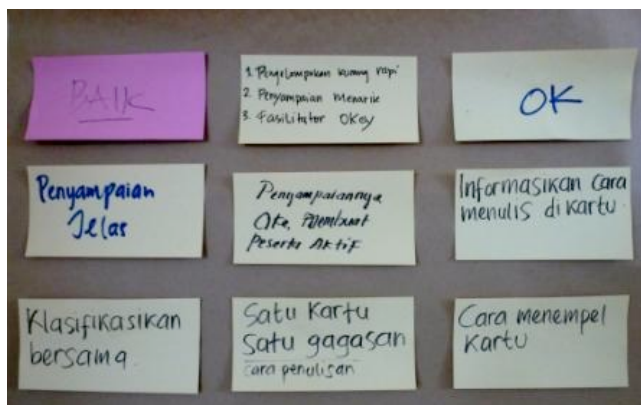 BAIK
1. Pengelompokan kurang rapi
2. Penyampaian Menarik
3. Fasilitator Okey
OK
Penyampaian
Jelas
Penyampaiannya
Oke, Membuat
Peserta Aktif
Informasikan Cara
menulis di kartu
Klasifikasikan
bersama
Satu Kartu
Satu gagasan
Cara penulisan
Cara menempel
Kartu